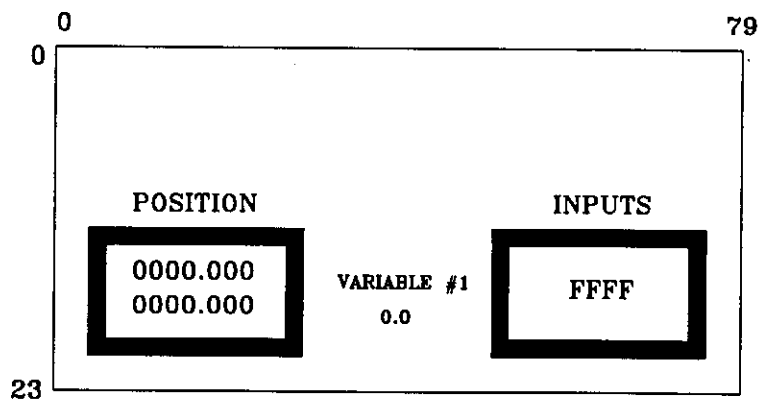 0 79
0
POSITION INPUTS
0000.000
0000.000
VARIABLE #1
0.0
FFFF
23